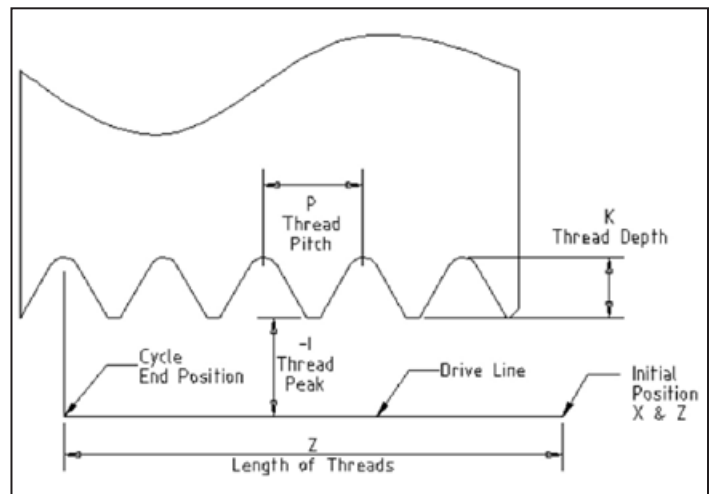 P
Thread
Pitch
K
Thread Depth
-I
Thread
Peak
Cycle
End Position
Drive Line
Initial
Position
X & Z
Z
Length of Threads